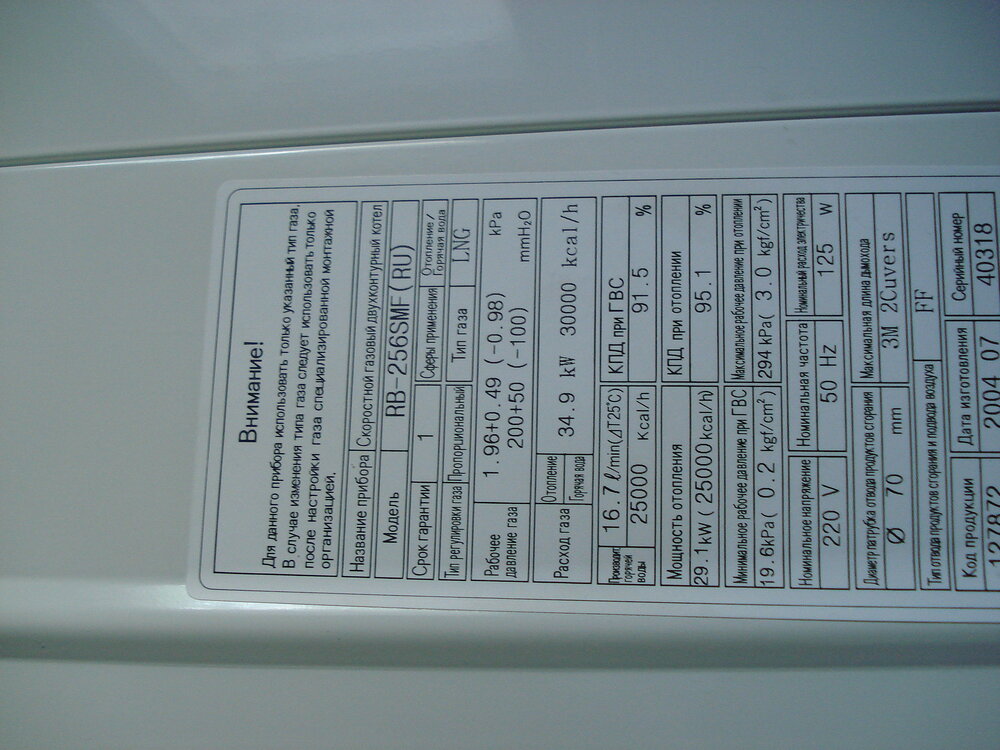 Внимание!
Для данного прибора использовать только указанный тип газа.
В случае изменения типа газа следует использовать только
после настройки газа специализированной монтажной
организацией.
Название прибора Скоростной газовый двухконтурный котел
Модель RB-256SMF(RU)
Срок гарантии 1 Сферы применения Отопление/
Горячая вода
Тип регулировки газа Пропорциональный Тип газа LNG
Рабочее
давление газа
1.96+0.49 (-0.98) kPa
200+50 (-100) mmH2O
Расход газа Отопление
Горячая вода
34.9 kW 30000 kcal/h
горячей
воды
16.7ℓ/min(ΔT25℃) КПД при ГВС
25000 Kcal/h 91.5 %
Мощность отопления КПД при отоплении
29.1kW(25000kcal/h) 95.1 %
Минимальное рабочее давление при ГВС Максимальное рабочее давление при отоплении
19.6kPa( 0.2 kgf/cm²) 294 kPa( 3.0 kgf/cm²)
Номинальное напряжение Номинальная частота Номинальный расход электричества
220 V 50 Hz 125 W
Диаметр патрубка отвода продуктов сгорания Максимальная длина дымохода
Ø 70 mm 3M 2Cuvers
Тип отвода продуктов сгорания и подвода воздуха FF
Код продукции Дата изготовления Серийный номер
127872 2004 07 40318